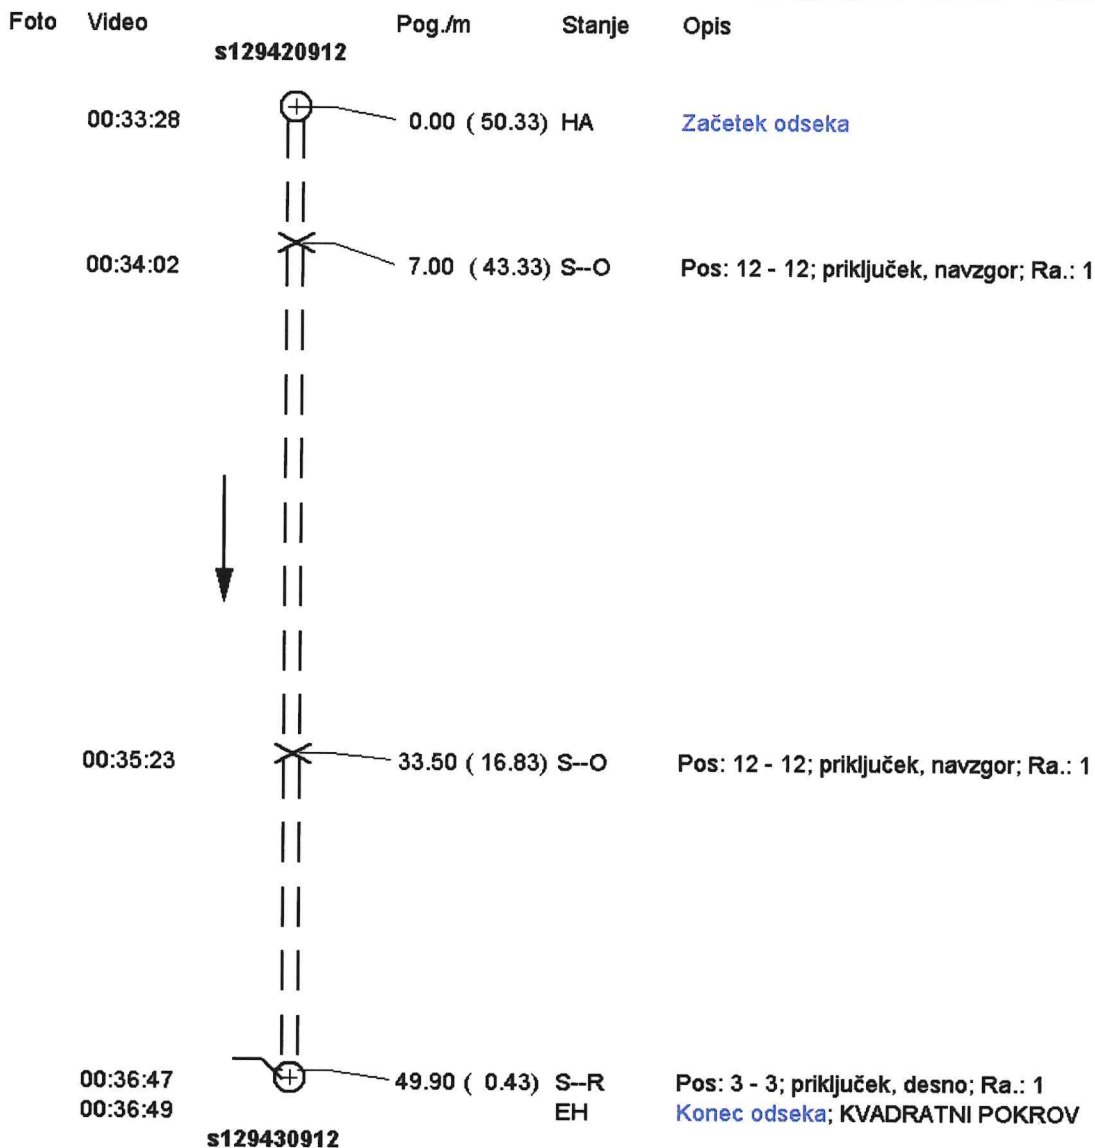 Foto Video Pog./m Stanje Opis
s129420912
00:33:28 0.00 ( 50.33) HA Začetek odseka
00:34:02 7.00 ( 43.33) S--O Pos: 12 - 12; priključek, navzgor; Ra.: 1
00:35:23 33.50 ( 16.83) S--O Pos: 12 - 12; priključek, navzgor; Ra.: 1
00:36:47 49.90 ( 0.43) S--R Pos: 3 - 3; priključek, desno; Ra.: 1
00:36:49 EH Konec odseka; KVADRATNI POKROV
s129430912